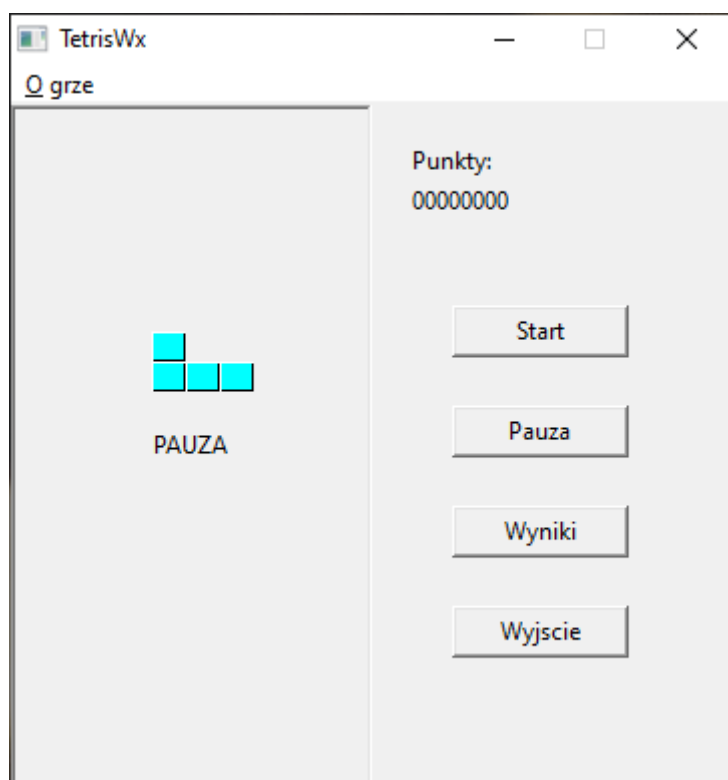 TetrisWx
O grze
Punkty:
00000000
Start
PAUZA
Pauza
Wyniki
Wyjscie